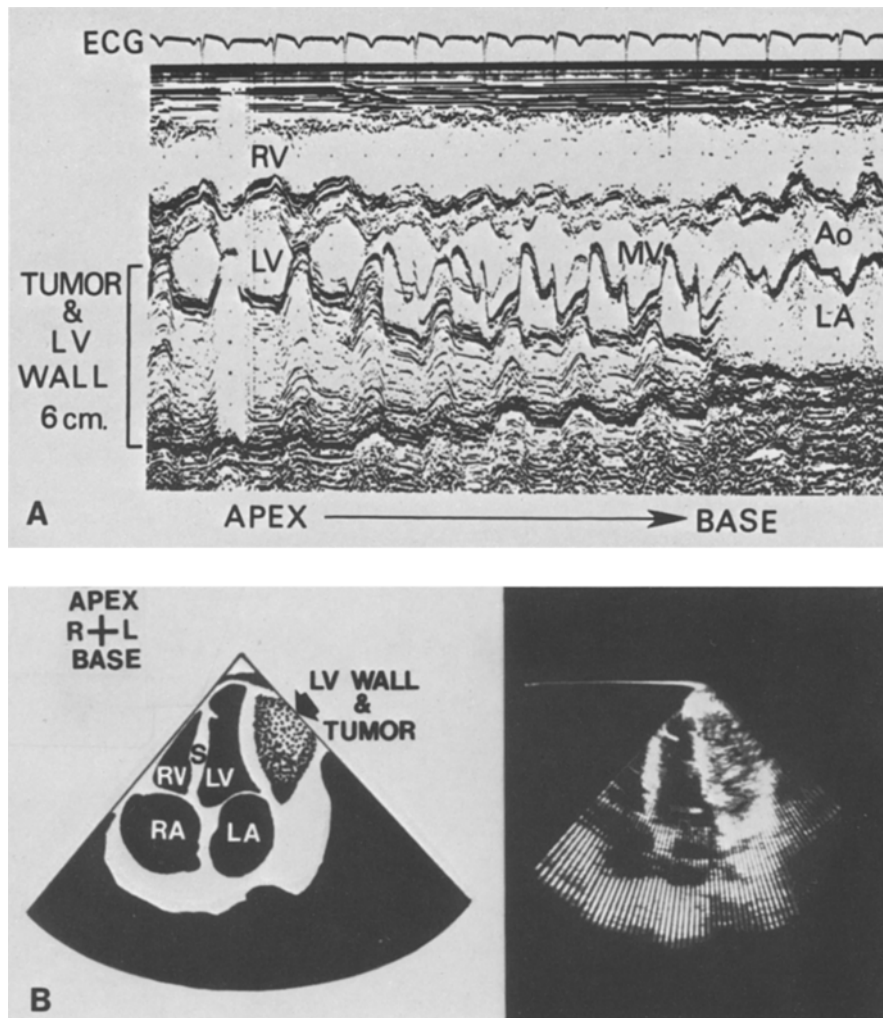 ECG
RV
LV
MV
Ao
LA
TUMOR
&
LV
WALL
6 cm.
A
APEX
BASE
APEX
R L
BASE
LV WALL
&
TUMOR
S
RV
LV
RA
LA
B